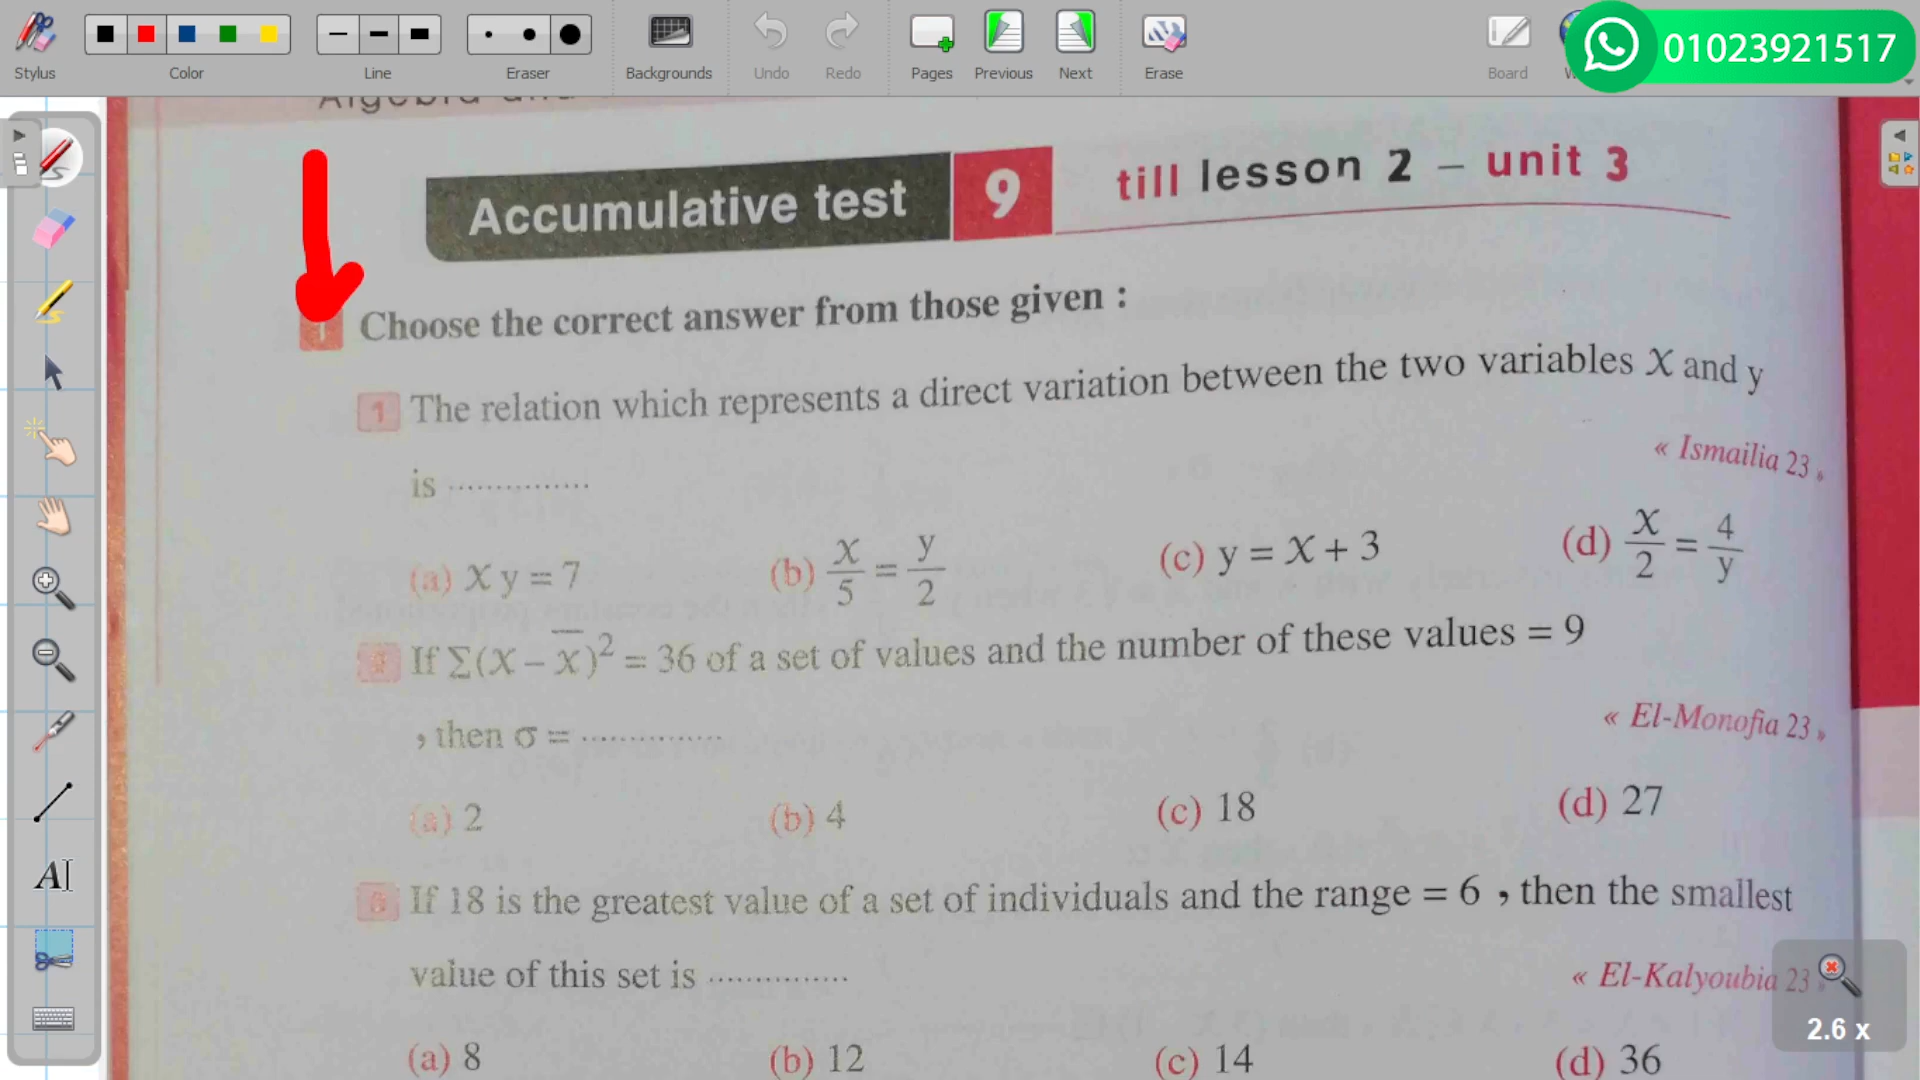 01023921517
Stylus
Color
Line
Eraser
Backgrounds
Undo
Redo
Pages
Previous
Next
Erase
Board
Accumulative test 9 till lesson 2 – unit 3
1 Choose the correct answer from those given :
1 The relation which represents a direct variation between the two variables X and y
is ...............
« Ismailia 23 »
(a) X y = 7 (b) X/5 = y/2 (c) y = X + 3 (d) X/2 = 4/y
2 If Σ(X – x̄)² = 36 of a set of values and the number of these values = 9
, then σ = ...............
« El-Monofia 23 »
(a) 2 (b) 4 (c) 18 (d) 27
3 If 18 is the greatest value of a set of individuals and the range = 6 , then the smallest
value of this set is ...............
« El-Kalyoubia 23 »
(a) 8 (b) 12 (c) 14 (d) 36
2.6 x